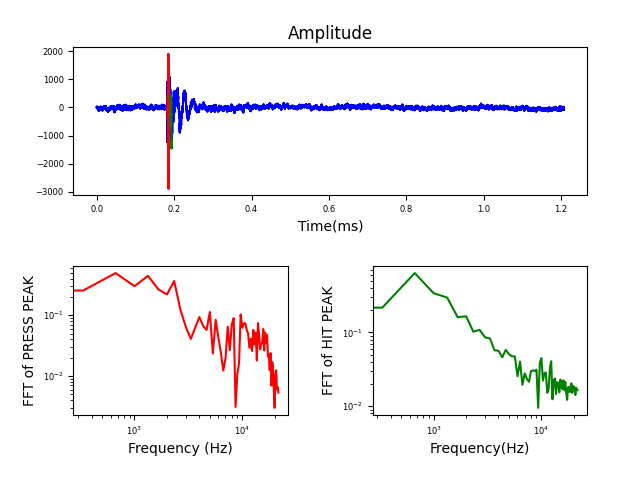 Amplitude
2000
1000
0
−1000
−2000
−3000
0.0 0.2 0.4 0.6 0.8 1.0 1.2
Time(ms)
FFT of PRESS PEAK
10⁻¹
10⁻²
10³ 10⁴
Frequency (Hz)
FFT of HIT PEAK
10⁻¹
10⁻²
10³ 10⁴
Frequency(Hz)